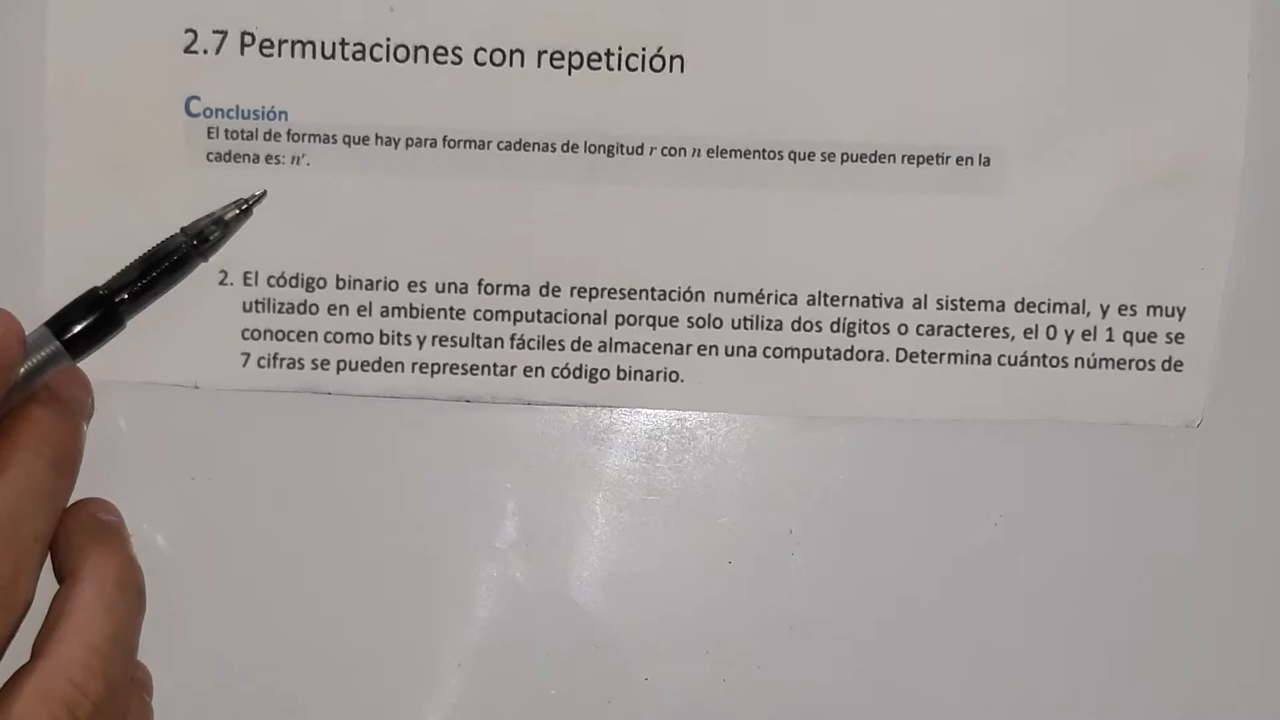 2.7 Permutaciones con repetición
Conclusión
El total de formas que hay para formar cadenas de longitud r con n elementos que se pueden repetir en la
cadena es: nʳ.
2. El código binario es una forma de representación numérica alternativa al sistema decimal, y es muy
utilizado en el ambiente computacional porque solo utiliza dos dígitos o caracteres, el 0 y el 1 que se
conocen como bits y resultan fáciles de almacenar en una computadora. Determina cuántos números de
7 cifras se pueden representar en código binario.